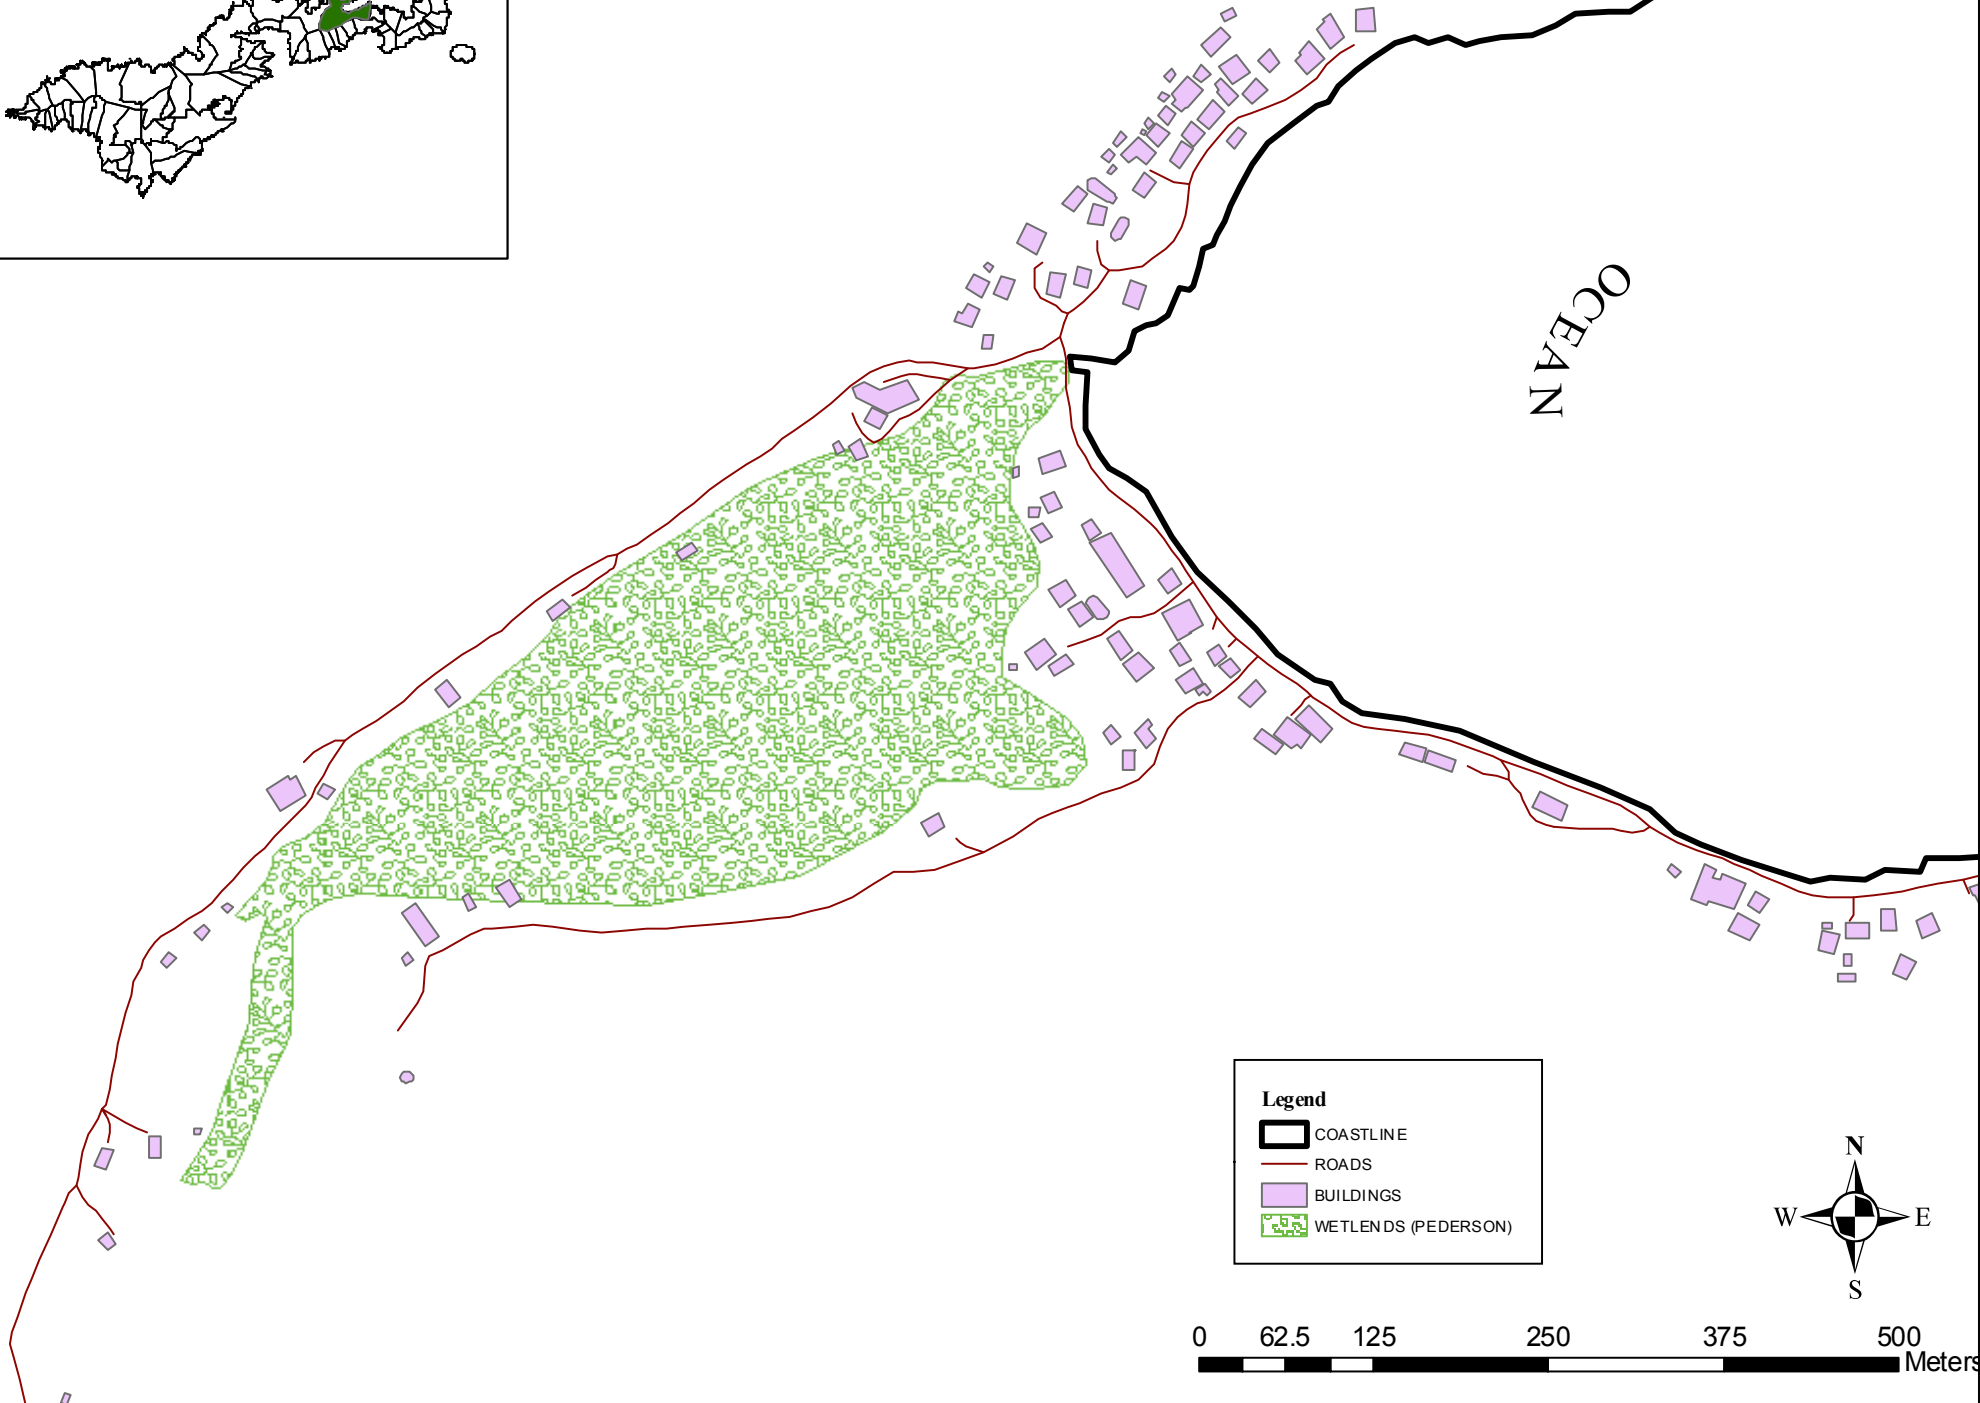 OCEAN
Legend
COASTLINE
ROADS
BUILDINGS
WETLENDS (PEDERSON)
N
W E
S
0 62.5 125 250 375 500
Meters